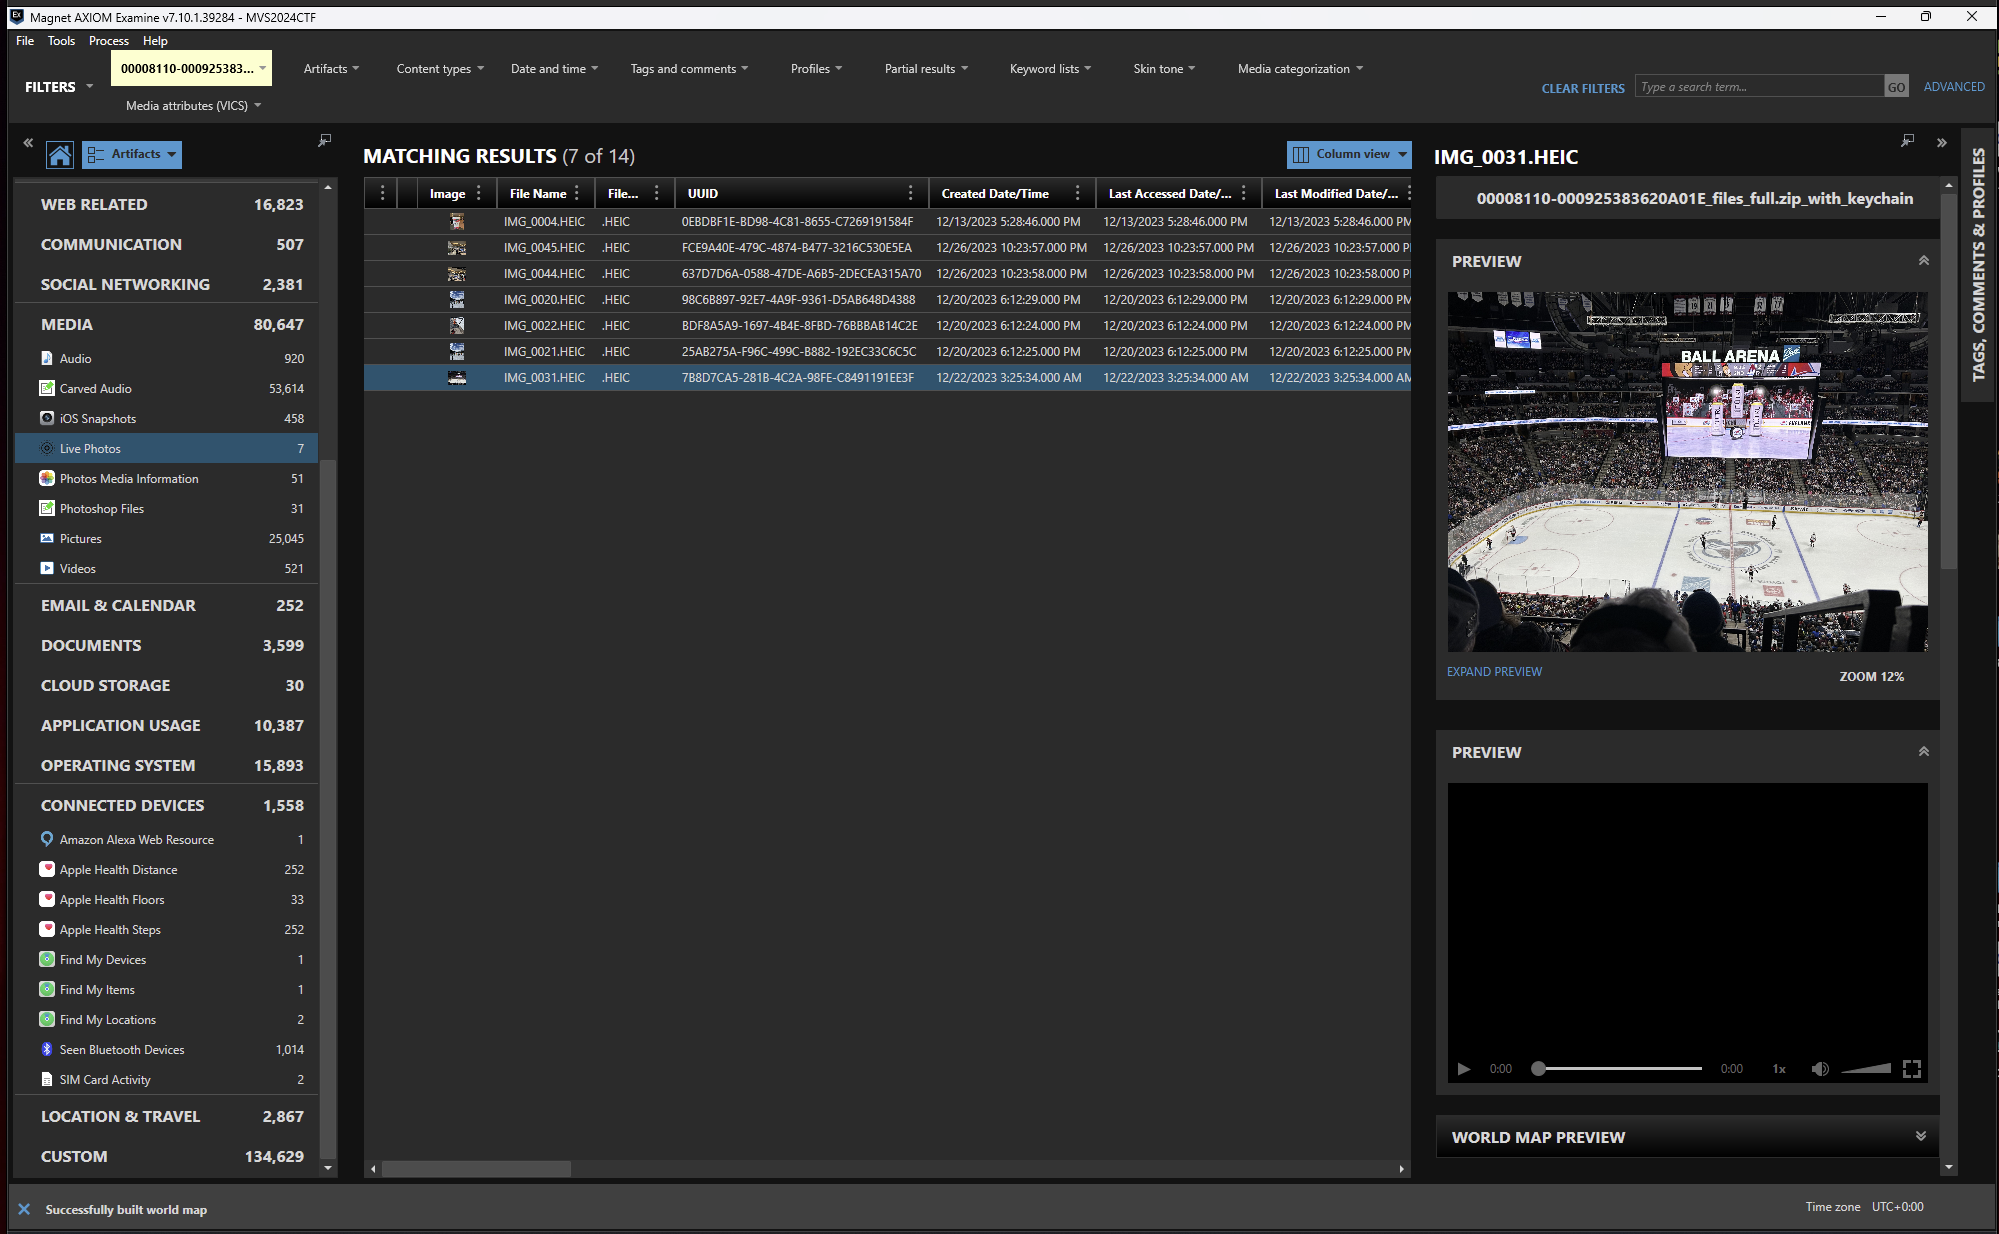 Magnet AXIOM Examine v7.10.1.39284 - MVS2024CTF
File Tools Process Help
FILTERS
00008110-000925383...
Artifacts
Content types
Date and time
Tags and comments
Profiles
Partial results
Keyword lists
Skin tone
Media categorization
Media attributes (VICS)
CLEAR FILTERS
Type a search term...
GO
ADVANCED
Artifacts
WEB RELATED 16,823
COMMUNICATION 507
SOCIAL NETWORKING 2,381
MEDIA 80,647
Audio 920
Carved Audio 53,614
iOS Snapshots 458
Live Photos 7
Photos Media Information 51
Photoshop Files 31
Pictures 25,045
Videos 521
EMAIL & CALENDAR 252
DOCUMENTS 3,599
CLOUD STORAGE 30
APPLICATION USAGE 10,387
OPERATING SYSTEM 15,893
CONNECTED DEVICES 1,558
Amazon Alexa Web Resource 1
Apple Health Distance 252
Apple Health Floors 33
Apple Health Steps 252
Find My Devices 1
Find My Items 1
Find My Locations 2
Seen Bluetooth Devices 1,014
SIM Card Activity 2
LOCATION & TRAVEL 2,867
CUSTOM 134,629
MATCHING RESULTS (7 of 14)
Column view
Image File Name File... UUID Created Date/Time Last Accessed Date/... Last Modified Date/...
IMG_0004.HEIC .HEIC 0EBDBF1E-BD98-4C81-8655-C7269191584F 12/13/2023 5:28:46.000 PM 12/13/2023 5:28:46.000 PM 12/13/2023 5:28:46.000 PM
IMG_0045.HEIC .HEIC FCE9A40E-479C-4874-B477-3216C530E5EA 12/26/2023 10:23:57.000 PM 12/26/2023 10:23:57.000 PM 12/26/2023 10:23:57.000 P
IMG_0044.HEIC .HEIC 637D7D6A-0588-47DE-A6B5-2DECEA315A70 12/26/2023 10:23:58.000 PM 12/26/2023 10:23:58.000 PM 12/26/2023 10:23:58.000 P
IMG_0020.HEIC .HEIC 98C6B897-92E7-4A9F-9361-D5AB648D4388 12/20/2023 6:12:29.000 PM 12/20/2023 6:12:29.000 PM 12/20/2023 6:12:29.000 PM
IMG_0022.HEIC .HEIC BDF8A5A9-1697-4B4E-8FBD-76BBBAB14C2E 12/20/2023 6:12:24.000 PM 12/20/2023 6:12:24.000 PM 12/20/2023 6:12:24.000 PM
IMG_0021.HEIC .HEIC 25AB275A-F96C-499C-B882-192EC33C6C5C 12/20/2023 6:12:25.000 PM 12/20/2023 6:12:25.000 PM 12/20/2023 6:12:25.000 PM
IMG_0031.HEIC .HEIC 7B8D7CA5-281B-4C2A-98FE-C8491191EE3F 12/22/2023 3:25:34.000 AM 12/22/2023 3:25:34.000 AM 12/22/2023 3:25:34.000 AM
IMG_0031.HEIC
00008110-000925383620A01E_files_full.zip_with_keychain
PREVIEW
BALL ARENA
EXPAND PREVIEW
ZOOM 12%
PREVIEW
0:00 0:00 1x
WORLD MAP PREVIEW
TAGS, COMMENTS & PROFILES
Successfully built world map
Time zone UTC+0:00